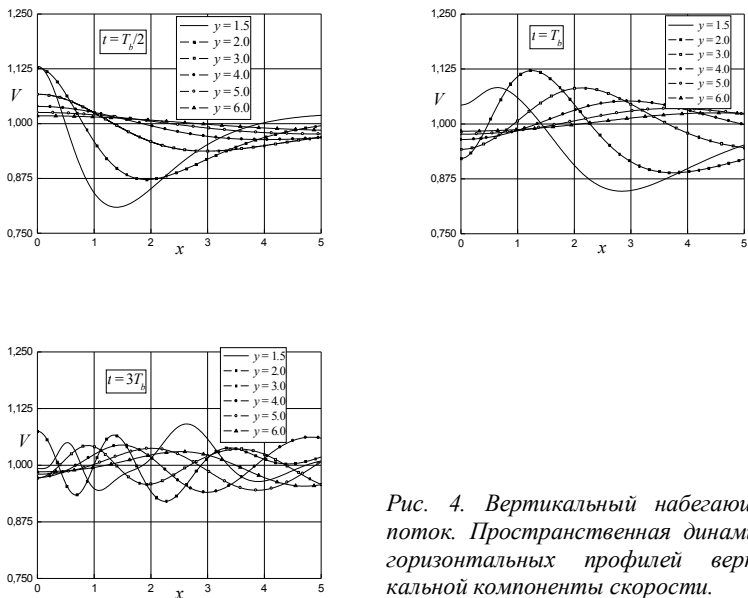 1,250
1,125
V
1,000
0,875
0,750
0
1
2
3
4
5
x
t = T_b/2
y = 1.5
y = 2.0
y = 3.0
y = 4.0
y = 5.0
y = 6.0
1,250
1,125
V
1,000
0,875
0,750
0
1
2
3
4
5
x
t = T_b
y = 1.5
y = 2.0
y = 3.0
y = 4.0
y = 5.0
y = 6.0
1,250
1,125
V
1,000
0,875
0,750
0
1
2
3
4
5
x
t = 3T_b
y = 1.5
y = 2.0
y = 3.0
y = 4.0
y = 5.0
y = 6.0
Рис. 4. Вертикальный набегаю
поток. Пространственная динам
горизонтальных профилей верт
кальной компоненты скорости.